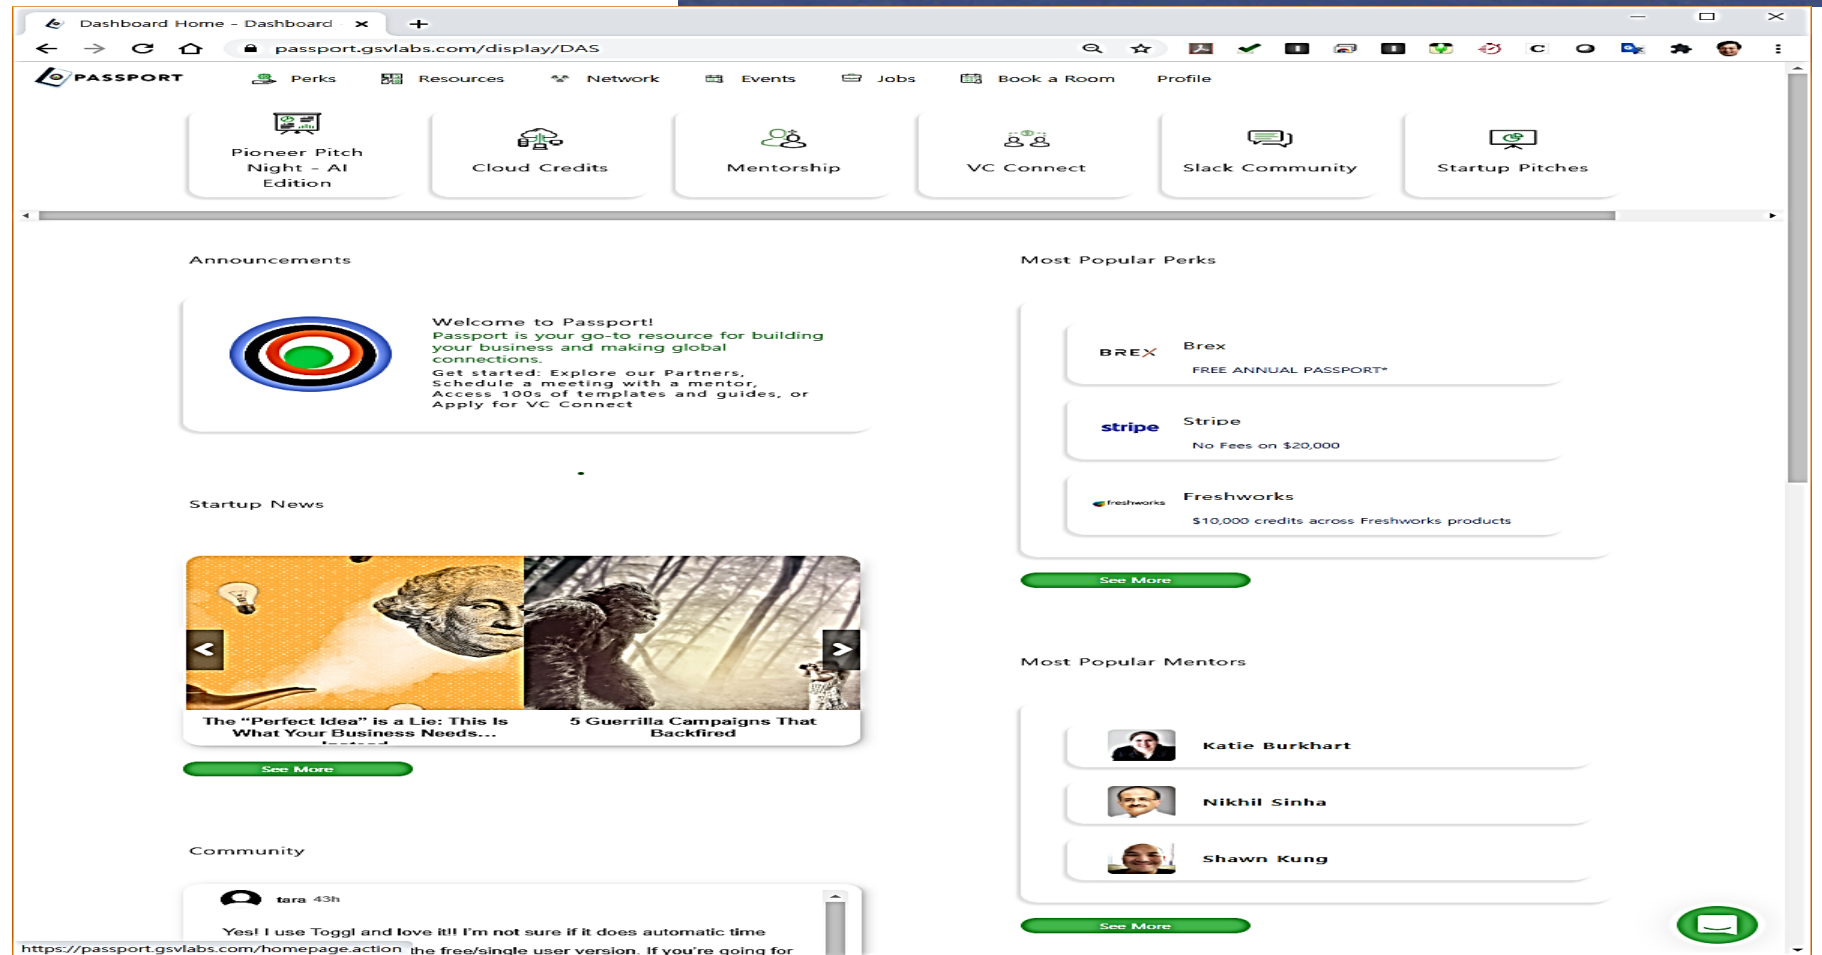 Dashboard Home - Dashboard
passport.gsvlabs.com/display/DAS
PASSPORT
Perks
Resources
Network
Events
Jobs
Book a Room
Profile
Pioneer Pitch
Night - AI
Edition
Cloud Credits
Mentorship
VC Connect
Slack Community
Startup Pitches
Announcements
Welcome to Passport!
Passport is your go-to resource for building
your business and making global
connections.
Get started: Explore our Partners,
Schedule a meeting with a mentor,
Access 100s of templates and guides, or
Apply for VC Connect
Startup News
The “Perfect Idea” is a Lie: This Is
What Your Business Needs...
5 Guerrilla Campaigns That
Backfired
See More
Community
tara 43h
Yes! I use Toggl and love it!! I'm not sure if it does automatic time
the free/single user version. If you're going for
https://passport.gsvlabs.com/homepage.action
Most Popular Perks
BREX
Brex
FREE ANNUAL PASSPORT*
stripe
Stripe
No Fees on $20,000
freshworks
Freshworks
$10,000 credits across Freshworks products
See More
Most Popular Mentors
Katie Burkhart
Nikhil Sinha
Shawn Kung
See More